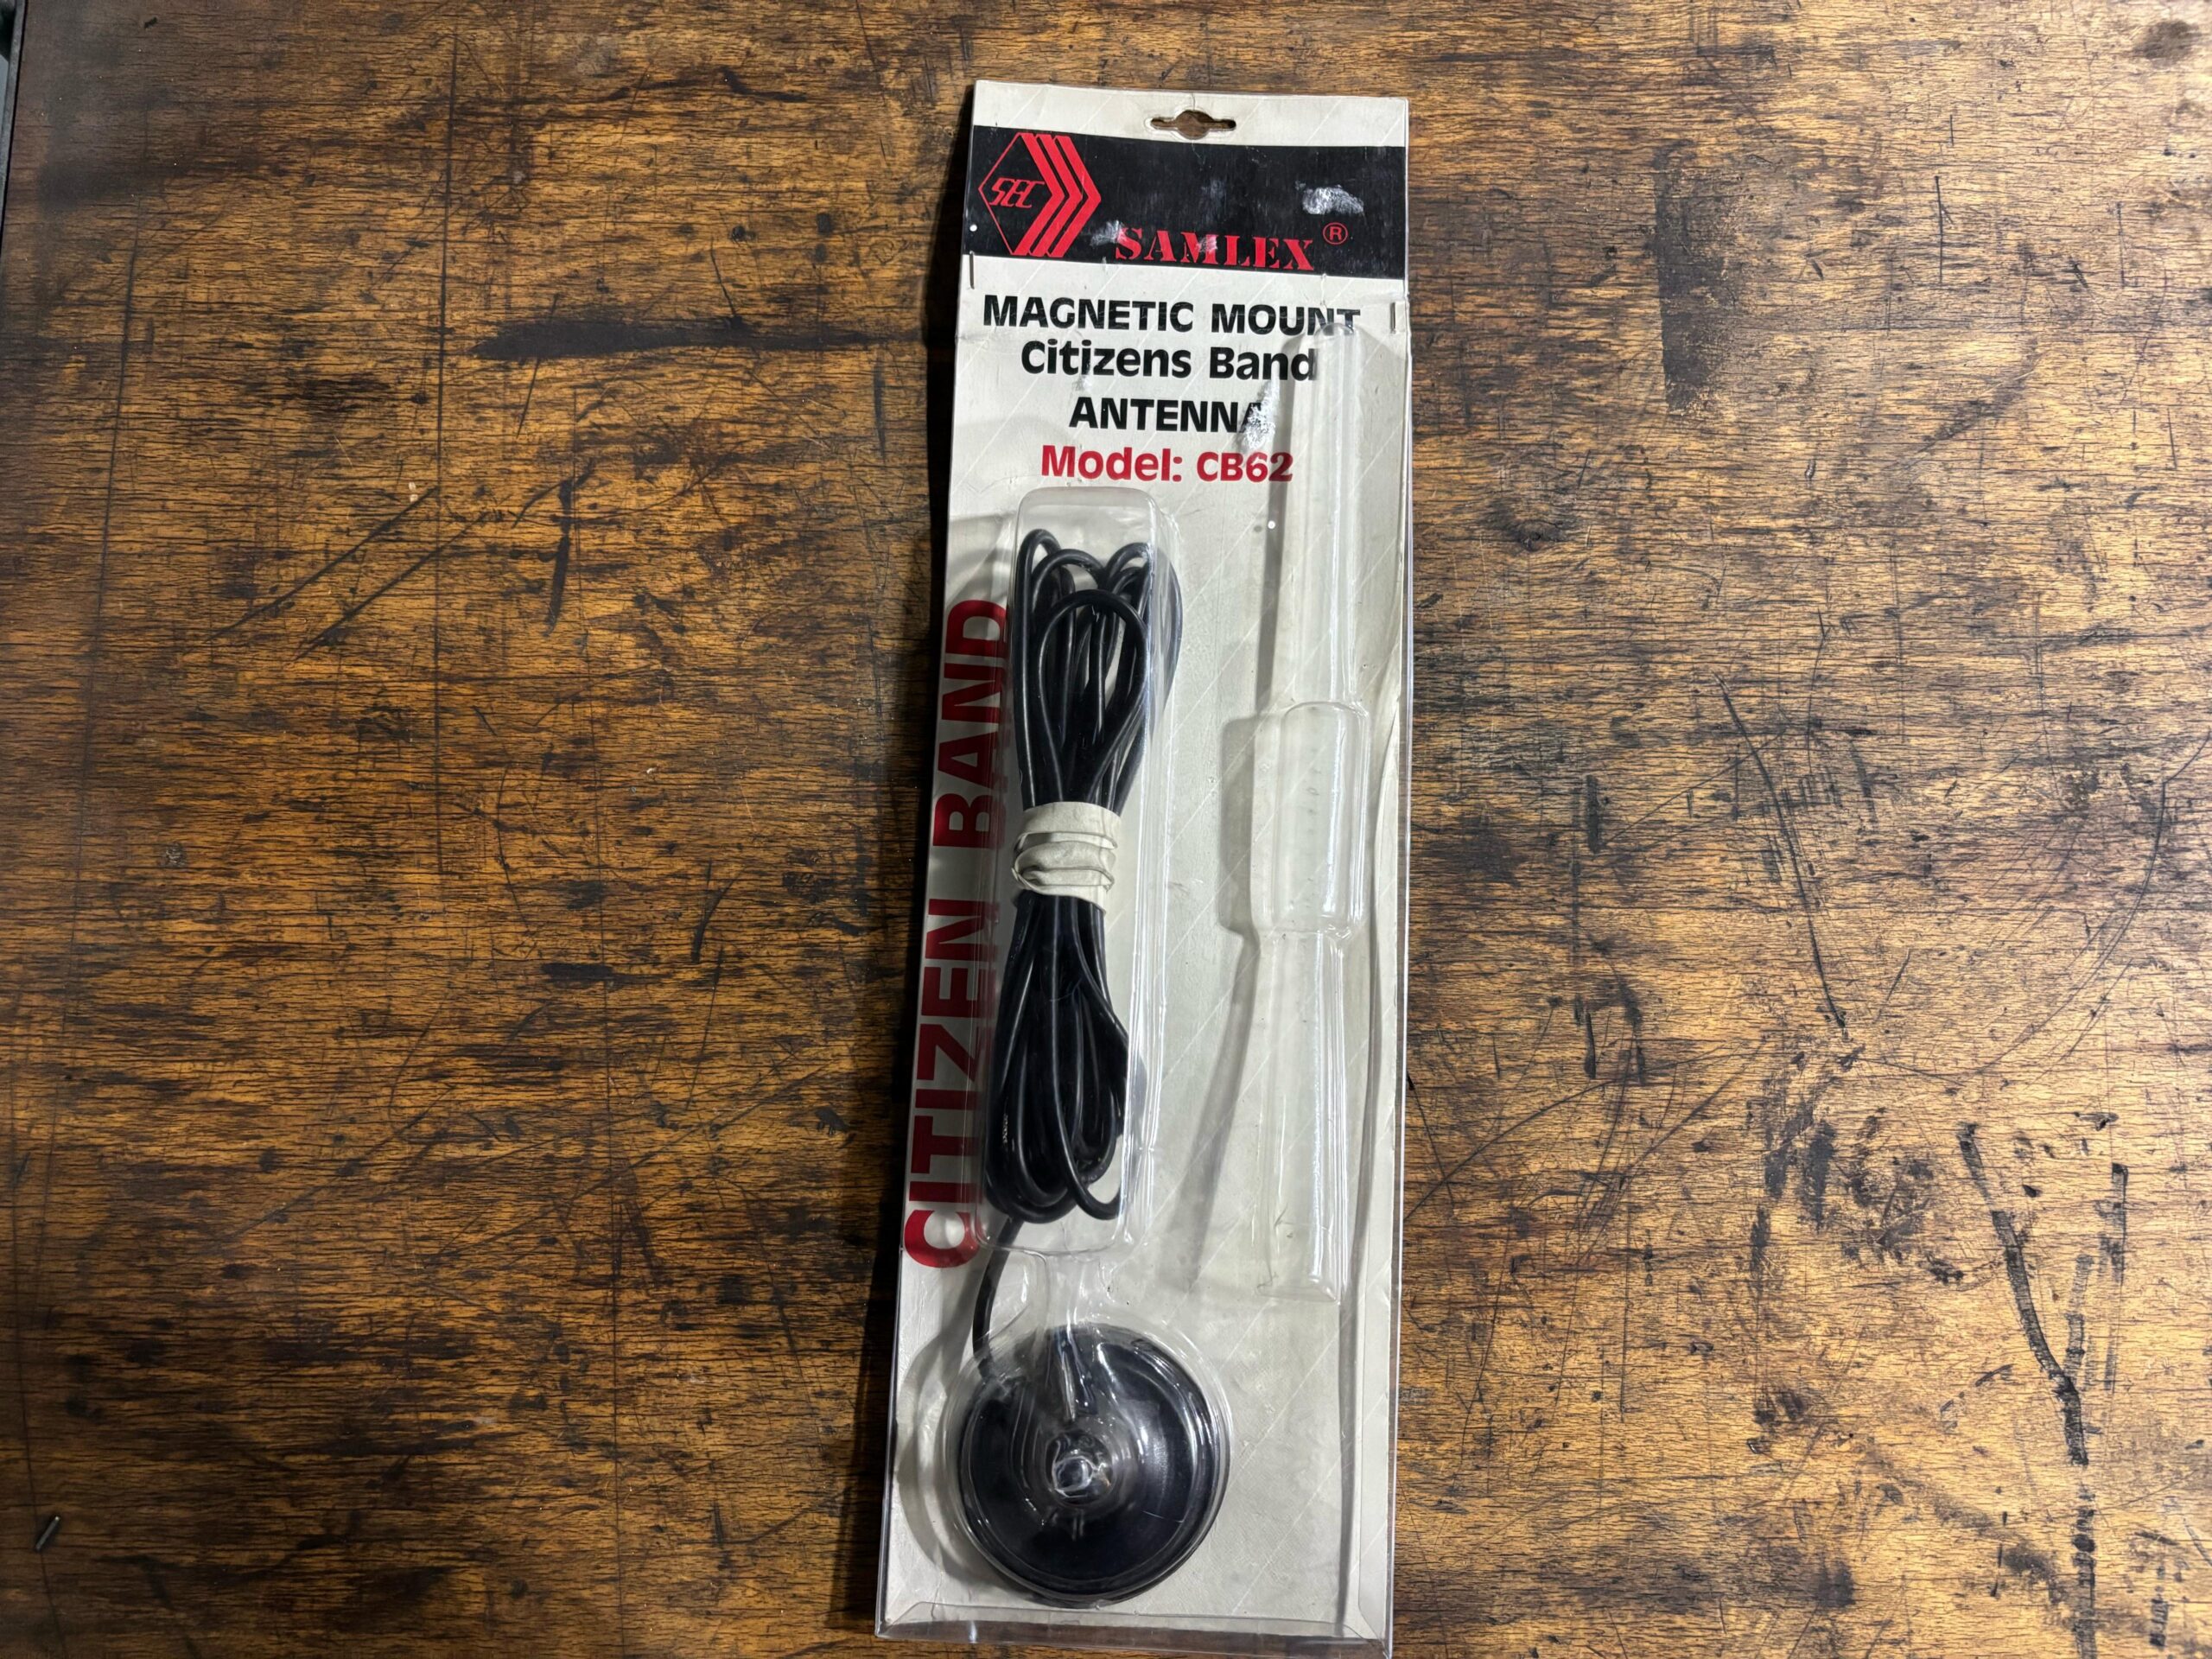 SEC
SAMLEX®
MAGNETIC MOUNT
Citizens Band
ANTENNA
Model: CB62
CITIZEN BAND